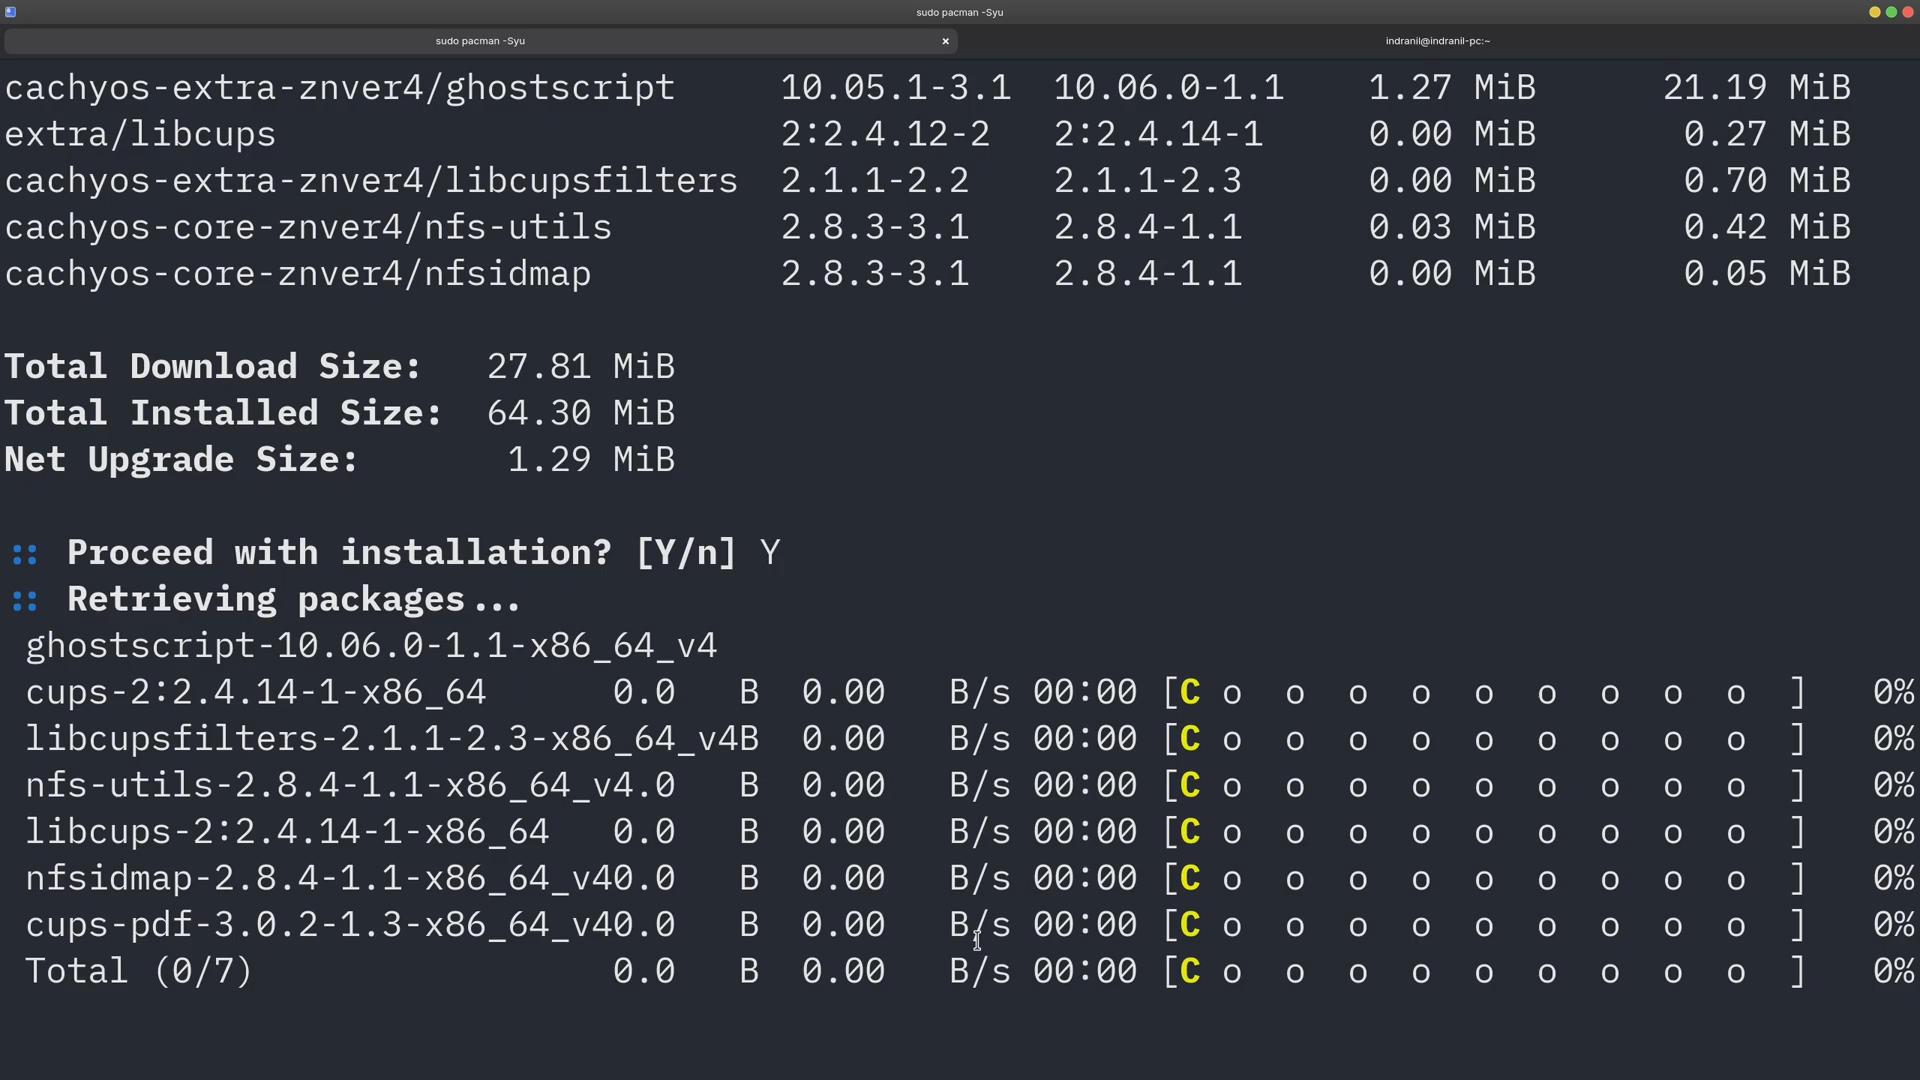 sudo pacman -Syu
sudo pacman -Syu × indranil@indranil-pc:~
cachyos-extra-znver4/ghostscript 10.05.1-3.1 10.06.0-1.1 1.27 MiB 21.19 MiB
extra/libcups 2:2.4.12-2 2:2.4.14-1 0.00 MiB 0.27 MiB
cachyos-extra-znver4/libcupsfilters 2.1.1-2.2 2.1.1-2.3 0.00 MiB 0.70 MiB
cachyos-core-znver4/nfs-utils 2.8.3-3.1 2.8.4-1.1 0.03 MiB 0.42 MiB
cachyos-core-znver4/nfsidmap 2.8.3-3.1 2.8.4-1.1 0.00 MiB 0.05 MiB
Total Download Size: 27.81 MiB
Total Installed Size: 64.30 MiB
Net Upgrade Size: 1.29 MiB
:: Proceed with installation? [Y/n] Y
:: Retrieving packages...
ghostscript-10.06.0-1.1-x86_64_v4
cups-2:2.4.14-1-x86_64 0.0 B 0.00 B/s 00:00 [C o o o o o o o o o ] 0%
libcupsfilters-2.1.1-2.3-x86_64_v4B 0.00 B/s 00:00 [C o o o o o o o o o ] 0%
nfs-utils-2.8.4-1.1-x86_64_v4.0 B 0.00 B/s 00:00 [C o o o o o o o o o ] 0%
libcups-2:2.4.14-1-x86_64 0.0 B 0.00 B/s 00:00 [C o o o o o o o o o ] 0%
nfsidmap-2.8.4-1.1-x86_64_v40.0 B 0.00 B/s 00:00 [C o o o o o o o o o ] 0%
cups-pdf-3.0.2-1.3-x86_64_v40.0 B 0.00 B/s 00:00 [C o o o o o o o o o ] 0%
Total (0/7) 0.0 B 0.00 B/s 00:00 [C o o o o o o o o o ] 0%